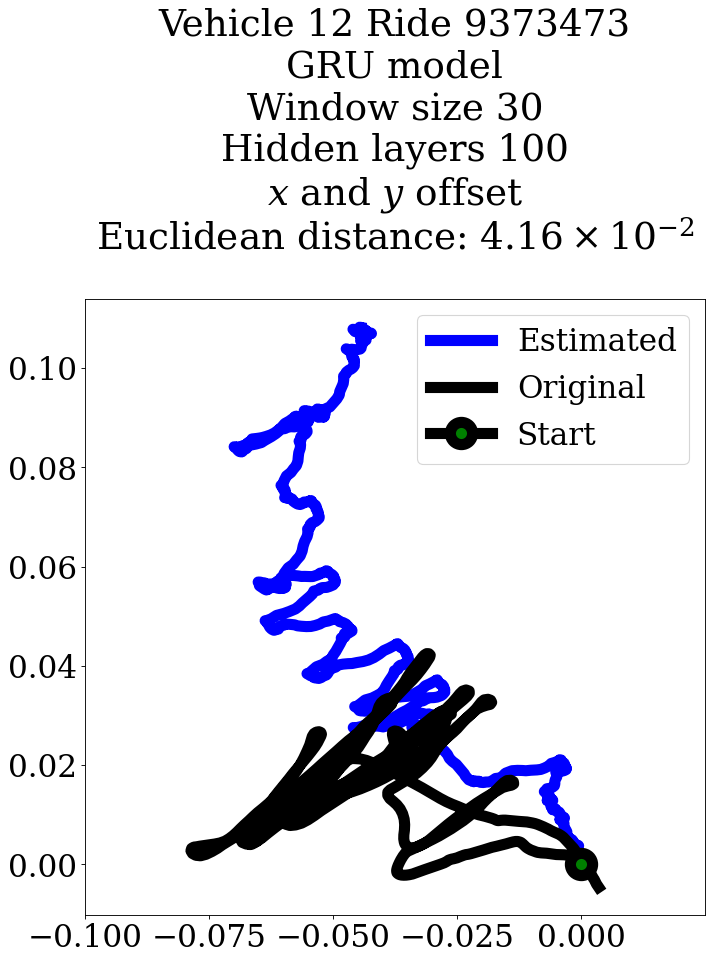 Vehicle 12 Ride 9373473
GRU model
Window size 30
Hidden layers 100
x and y offset
Euclidean distance: 4.16 × 10⁻²
Estimated
Original
Start
0.10
0.08
0.06
0.04
0.02
0.00
−0.100 −0.075 −0.050 −0.025 0.000